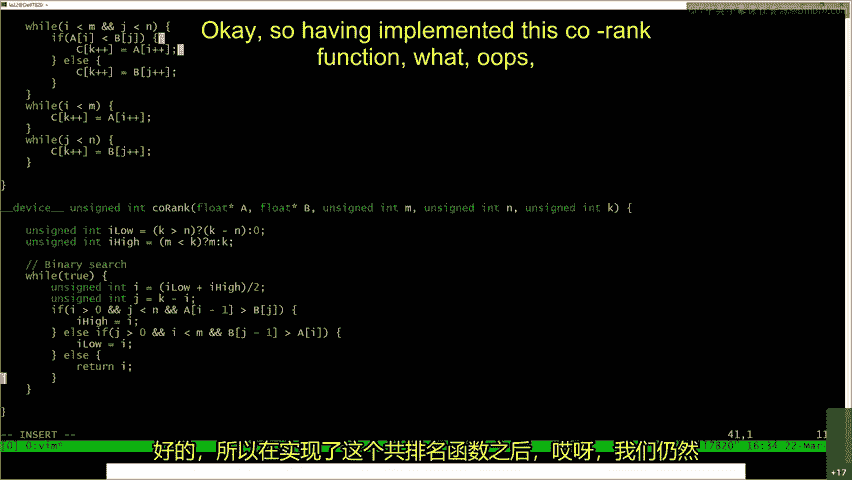 Okay, so having implemented this co -rank
function, what, oops,
while(i < m && j < n) {
if(A[i] < B[j]) {
C[k++] = A[i++];
} else {
C[k++] = B[j++];
}
}
while(i < m) {
C[k++] = A[i++];
}
while(j < n) {
C[k++] = B[j++];
}
}
__device__ unsigned int coRank(float* A, float* B, unsigned int m, unsigned int n, unsigned int k) {
unsigned int iLow = (k > n)?(k - n):0;
unsigned int iHigh = (m < k)?m:k;
// Binary search
while(true) {
unsigned int i = (iLow + iHigh)/2;
unsigned int j = k - i;
if(i > 0 && j < n && A[i - 1] > B[j]) {
iHigh = i;
} else if(j > 0 && i < m && B[j - 1] > A[i]) {
iLow = i;
} else {
return i;
}
}
}
-- INSERT --
41,1
16:34 22-Mar
好的，所以在实现了这个共排名函数之后，哎呀，我们仍然
+17